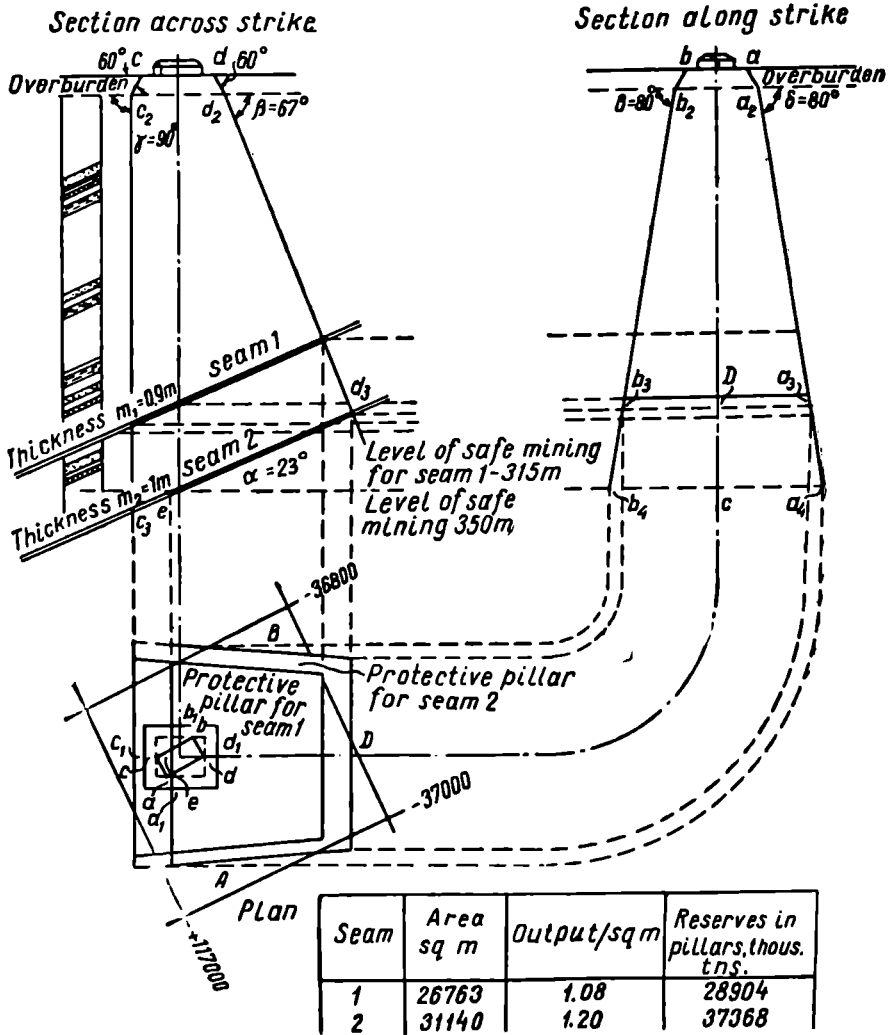 Section across strike
Section along strike
60° c d 60°
Overburden
c₂ d₂ β=67°
γ=90°
b a
Overburden
δ=80° b₂ a₂ δ=80°
seam 1
Thickness m₁=0.9m
d₃
seam 2
Thickness m₂=1m
α=23°
c₃ e
Level of safe mining
for seam 1-315m
Level of safe
mining 350m
b₃ D a₃
b₄ c a₄
-36800
B
Protective pillar
for seam 2
Protective
pillar for
seam1
b₁ b
c₁ d₁ D
c d
a e
a₁
-37000
A
Plan
+117000
Seam Area sq m Output/sq m Reserves in pillars, thous. tns.
1 26763 1.08 28904
2 31140 1.20 37368